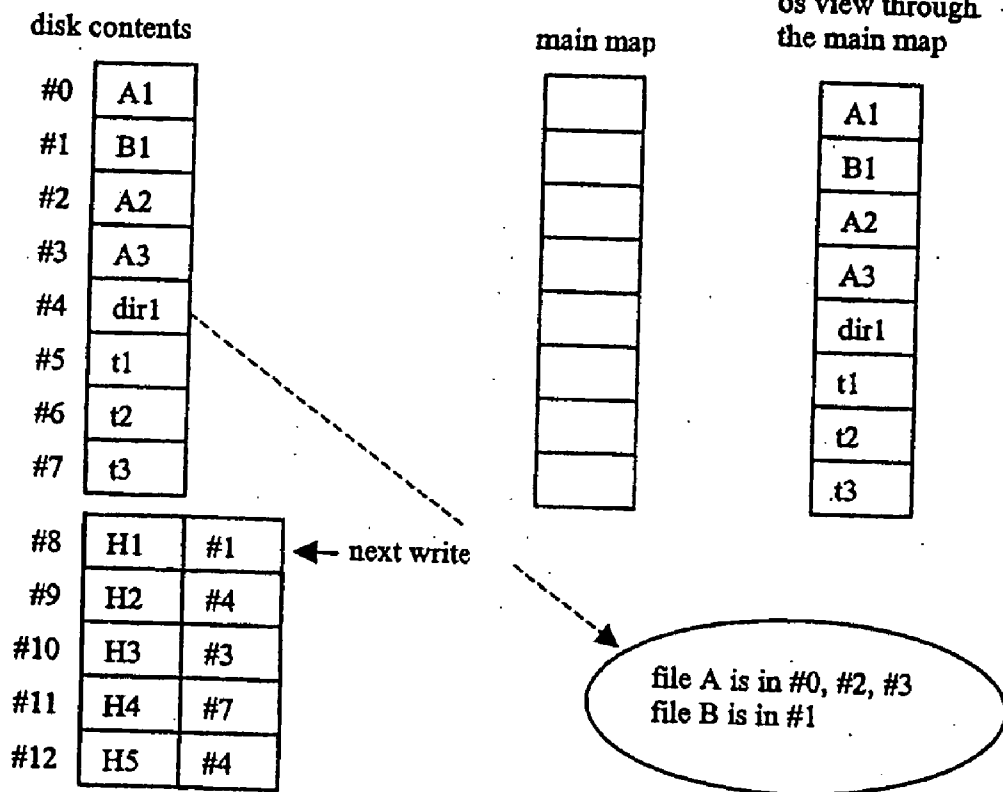 disk contents
main map
os view through
the main map
#0 A1
#1 B1
#2 A2
#3 A3
#4 dir1
#5 t1
#6 t2
#7 t3
A1
B1
A2
A3
dir1
t1
t2
t3
#8 H1 #1 next write
#9 H2 #4
#10 H3 #3
#11 H4 #7
#12 H5 #4
file A is in #0, #2, #3
file B is in #1